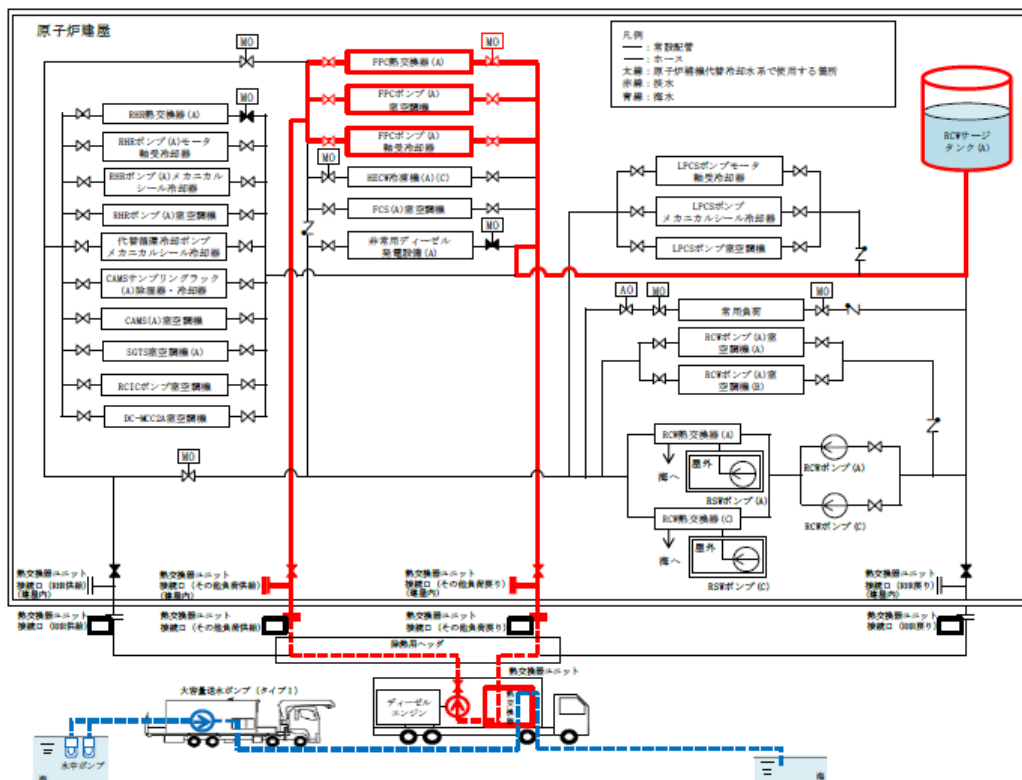 原子炉建屋
凡例
── : 常設配管
── : ホース
太線 : 原子炉補機代替冷却水系で使用する箇所
赤線 : 淡水
青線 : 海水
MO
MO
FPC熱交換器(A)
FPCポンプ(A)
室空調機
FPCポンプ(A)
軸受冷却器
MO
HECW冷凍機(A)(C)
FCS(A)室空調機
非常用ディーゼル
発電設備(A)
MO
MO
RHR熱交換器(A)
RHRポンプ(A)モータ
軸受冷却器
RHRポンプ(A)メカニカル
シール冷却器
RHRポンプ(A)室空調機
代替循環冷却ポンプ
メカニカルシール冷却器
CAMSサンプリングラック
(A)除湿器・冷却器
CAMS(A)室空調機
SGTS室空調機(A)
RCICポンプ室空調機
DC-MCC2A室空調機
MO
RCWサージ
タンク(A)
LPCSポンプモータ
軸受冷却器
LPCSポンプ
メカニカルシール冷却器
LPCSポンプ室空調機
AO
MO
MO
常用負荷
RCWポンプ(A)室
空調機(A)
RCWポンプ(A)室
空調機(B)
RCW熱交換器(A)
海へ
屋外
RSWポンプ(A)
RCWポンプ(A)
RCW熱交換器(C)
海へ
屋外
RSWポンプ(C)
RCWポンプ(C)
熱交換器ユニット
接続口(RHR供給)
(建屋内)
熱交換器ユニット
接続口(その他負荷供給)
(建屋内)
熱交換器ユニット
接続口(その他負荷戻り)
(建屋内)
熱交換器ユニット
接続口(RHR戻り)
(建屋内)
熱交換器ユニット
接続口(RHR供給)
熱交換器ユニット
接続口(その他負荷供給)
熱交換器ユニット
接続口(その他負荷戻り)
熱交換器ユニット
接続口(RHR戻り)
除熱用ヘッダ
熱交換器ユニット
大容量送水ポンプ(タイプⅠ)
ディーゼル
エンジン
熱交換器
水中ポンプ
海
海